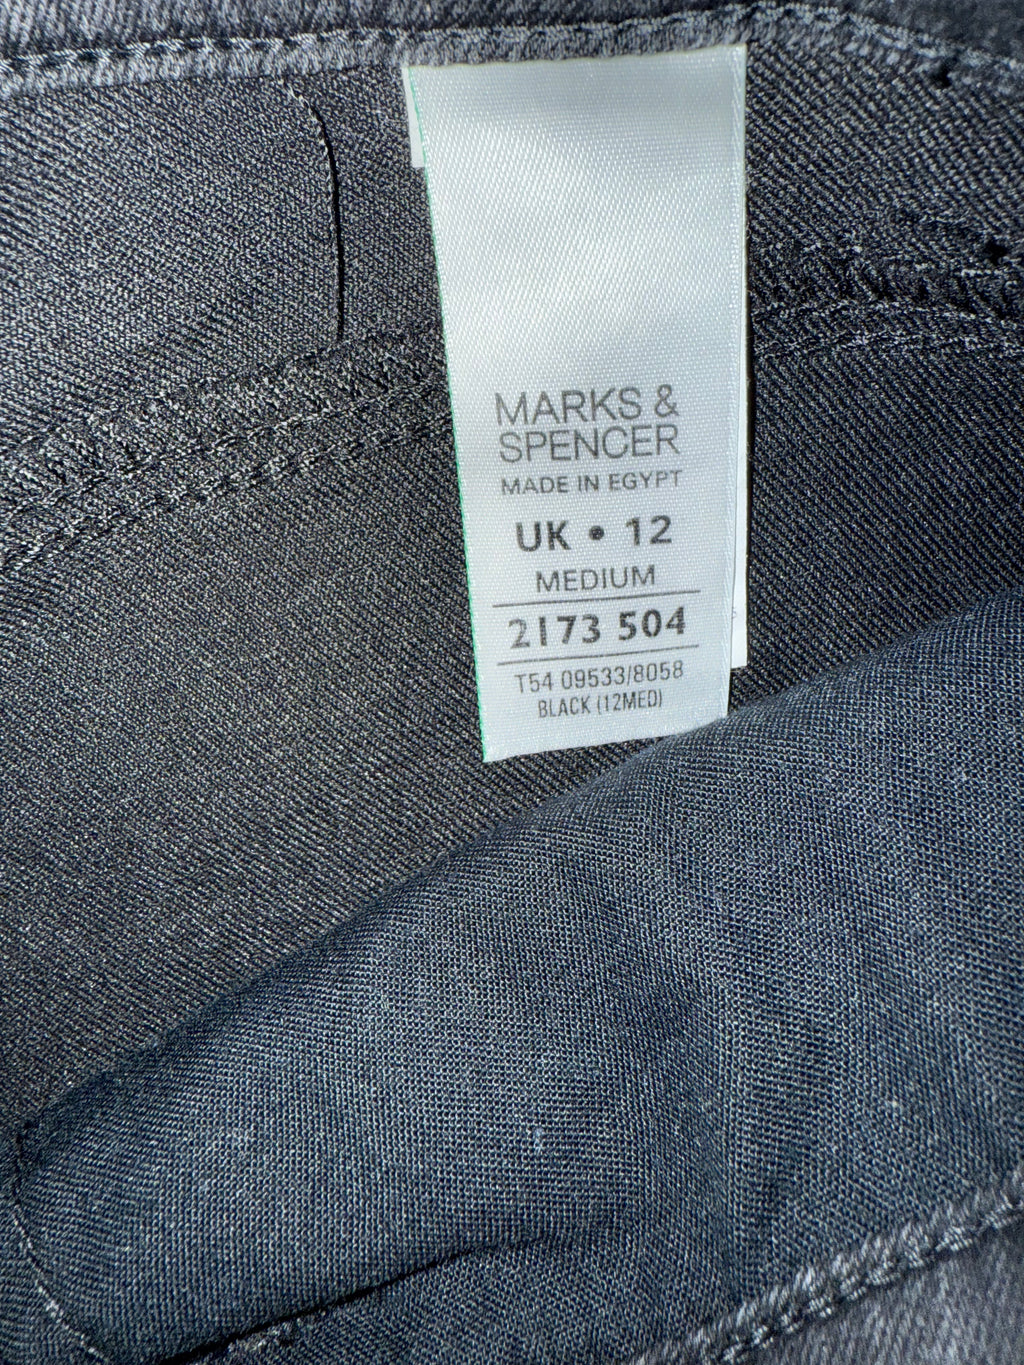 MARKS &
SPENCER
MADE IN EGYPT
UK • 12
MEDIUM
2173 504
T54 09533/8058
BLACK (12MED)